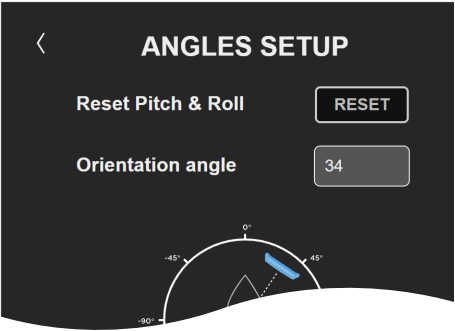 ANGLES SETUP
Reset Pitch & Roll RESET
Orientation angle 34
0°
-45° 45°
-90°